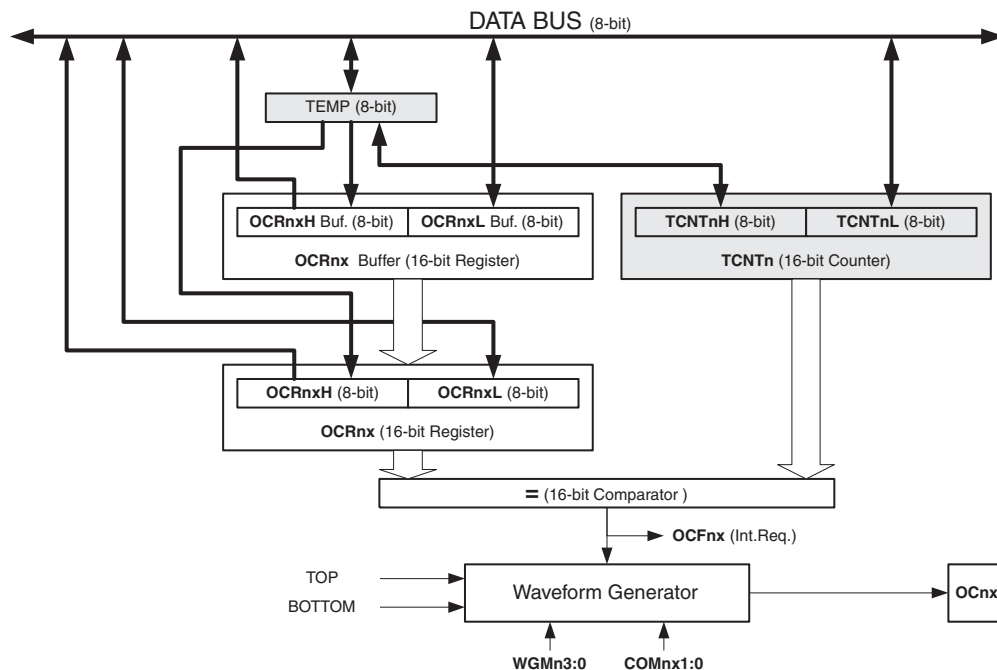 DATA BUS (8-bit)
TEMP (8-bit)
OCRnxH Buf. (8-bit)
OCRnxL Buf. (8-bit)
OCRnx Buffer (16-bit Register)
TCNTnH (8-bit)
TCNTnL (8-bit)
TCNTn (16-bit Counter)
OCRnxH (8-bit)
OCRnxL (8-bit)
OCRnx (16-bit Register)
= (16-bit Comparator )
OCFnx (Int.Req.)
TOP
BOTTOM
Waveform Generator
OCnx
WGMn3:0
COMnx1:0